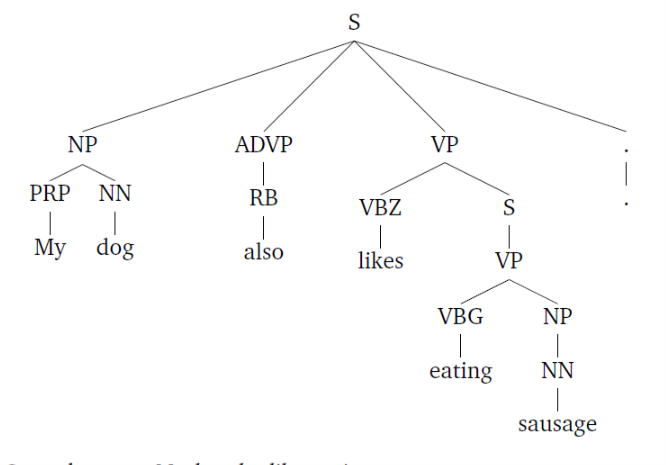 S
NP ADVP VP .
PRP NN RB VBZ S .
My dog also likes VP
VBG NP
eating NN
sausage